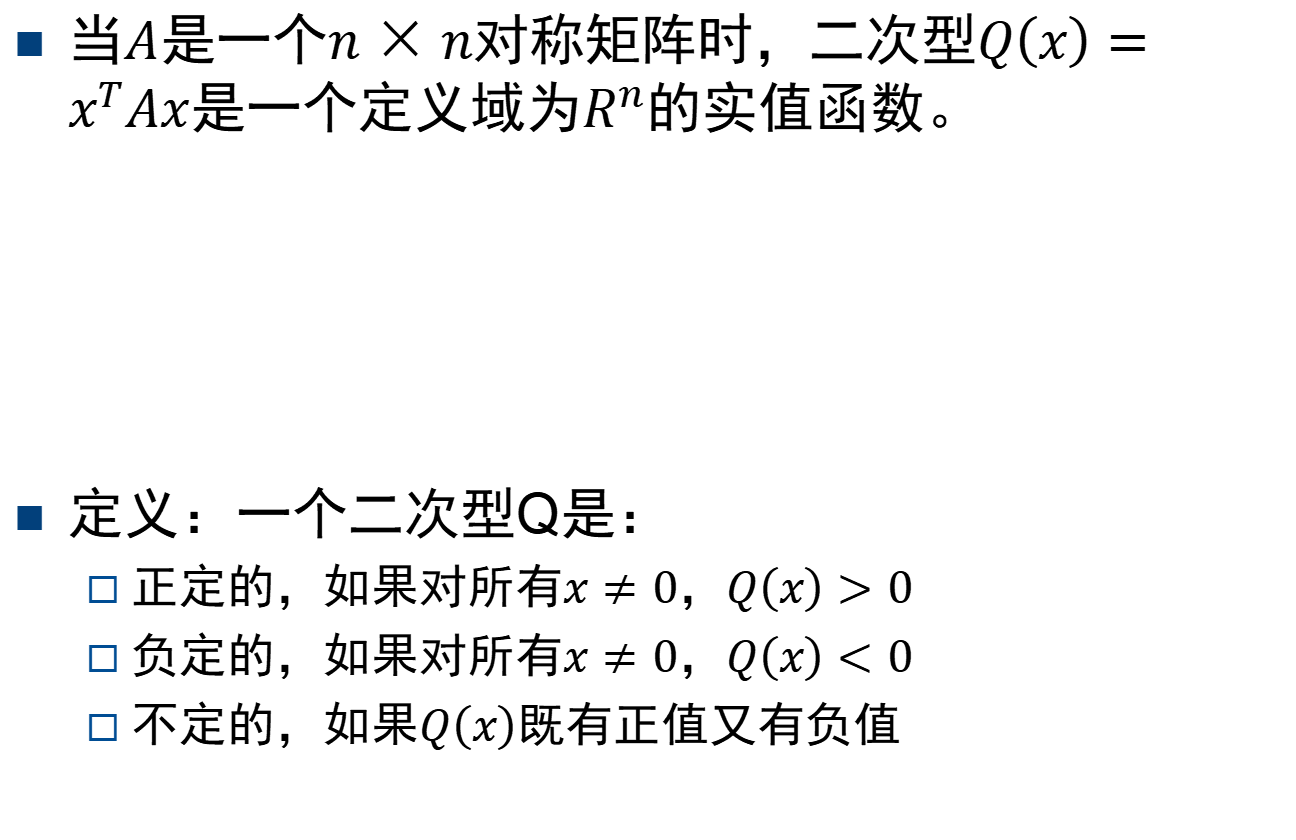 当A是一个n × n对称矩阵时，二次型Q(x) =
xᵀAx是一个定义域为Rⁿ的实值函数。
定义：一个二次型Q是：
正定的，如果对所有x ≠ 0，Q(x) > 0
负定的，如果对所有x ≠ 0，Q(x) < 0
不定的，如果Q(x)既有正值又有负值